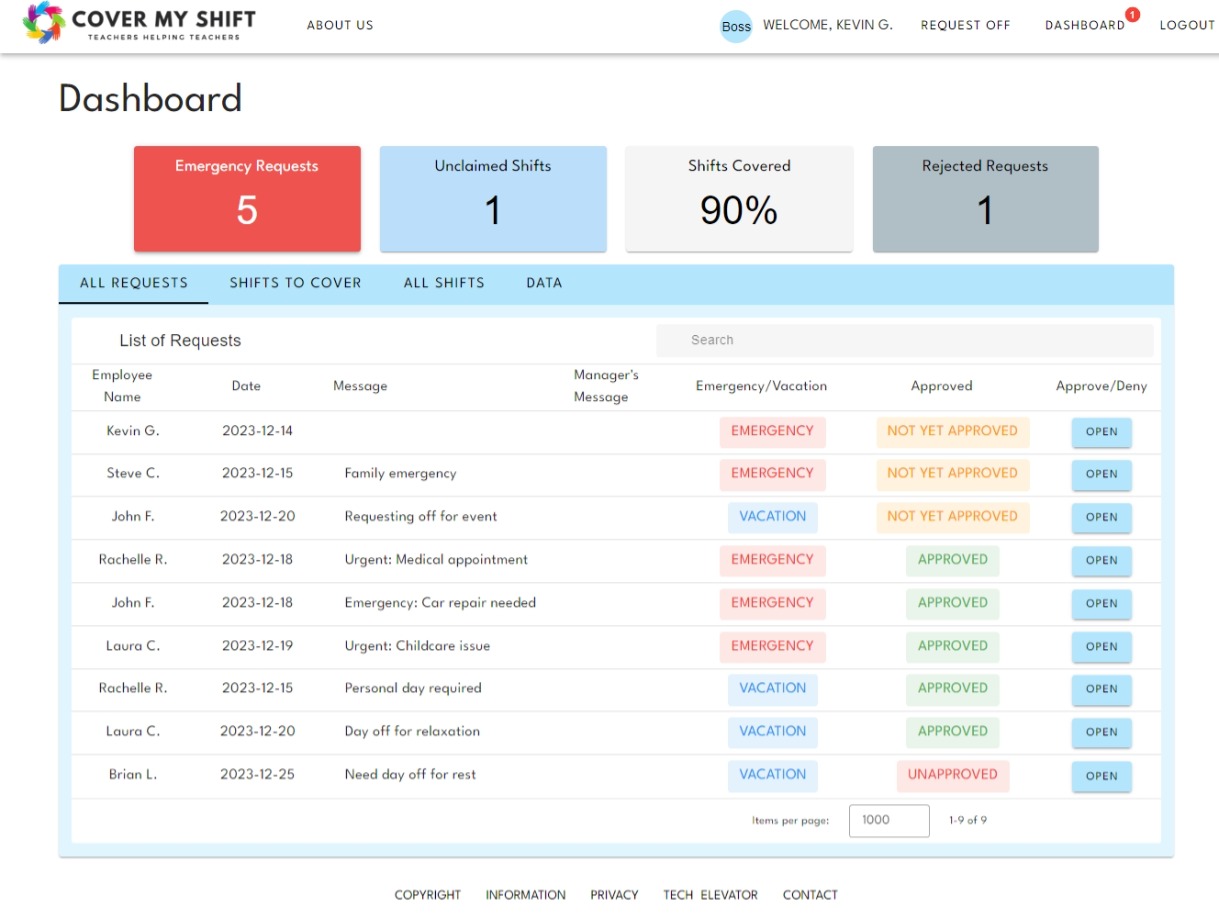 COVER MY SHIFT
TEACHERS HELPING TEACHERS
ABOUT US
Boss
WELCOME, KEVIN G.
REQUEST OFF
DASHBOARD
1
LOGOUT
Dashboard
Emergency Requests
5
Unclaimed Shifts
1
Shifts Covered
90%
Rejected Requests
1
ALL REQUESTS SHIFTS TO COVER ALL SHIFTS DATA
List of Requests
Search
Employee Name Date Message Manager's Message Emergency/Vacation Approved Approve/Deny
Kevin G. 2023-12-14 EMERGENCY NOT YET APPROVED OPEN
Steve C. 2023-12-15 Family emergency EMERGENCY NOT YET APPROVED OPEN
John F. 2023-12-20 Requesting off for event VACATION NOT YET APPROVED OPEN
Rachelle R. 2023-12-18 Urgent: Medical appointment EMERGENCY APPROVED OPEN
John F. 2023-12-18 Emergency: Car repair needed EMERGENCY APPROVED OPEN
Laura C. 2023-12-19 Urgent: Childcare issue EMERGENCY APPROVED OPEN
Rachelle R. 2023-12-15 Personal day required VACATION APPROVED OPEN
Laura C. 2023-12-20 Day off for relaxation VACATION APPROVED OPEN
Brian L. 2023-12-25 Need day off for rest VACATION UNAPPROVED OPEN
Items per page: 1000 1-9 of 9
COPYRIGHT INFORMATION PRIVACY TECH ELEVATOR CONTACT